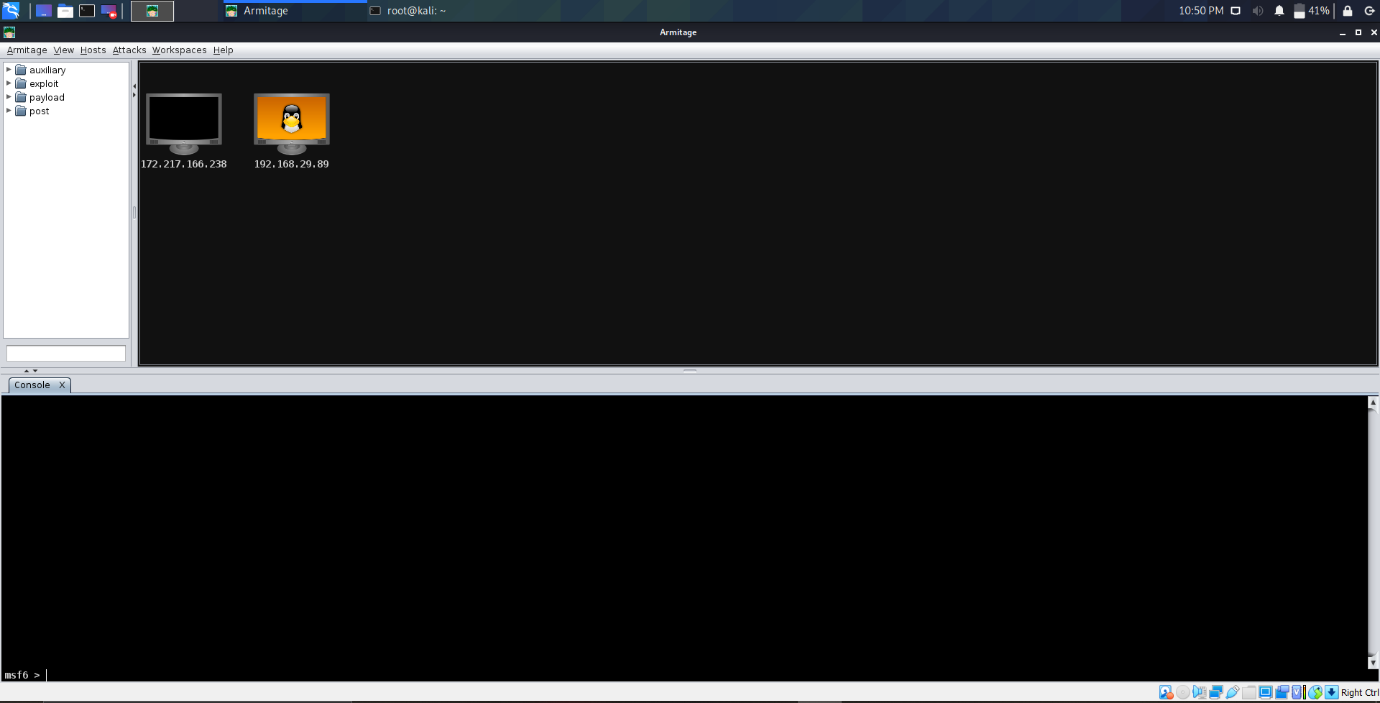 Armitage
root@kali: ~
10:50 PM
41%
Armitage
Armitage View Hosts Attacks Workspaces Help
auxiliary
exploit
payload
post
172.217.166.238
192.168.29.89
Console X
msf6 >
Right Ctrl